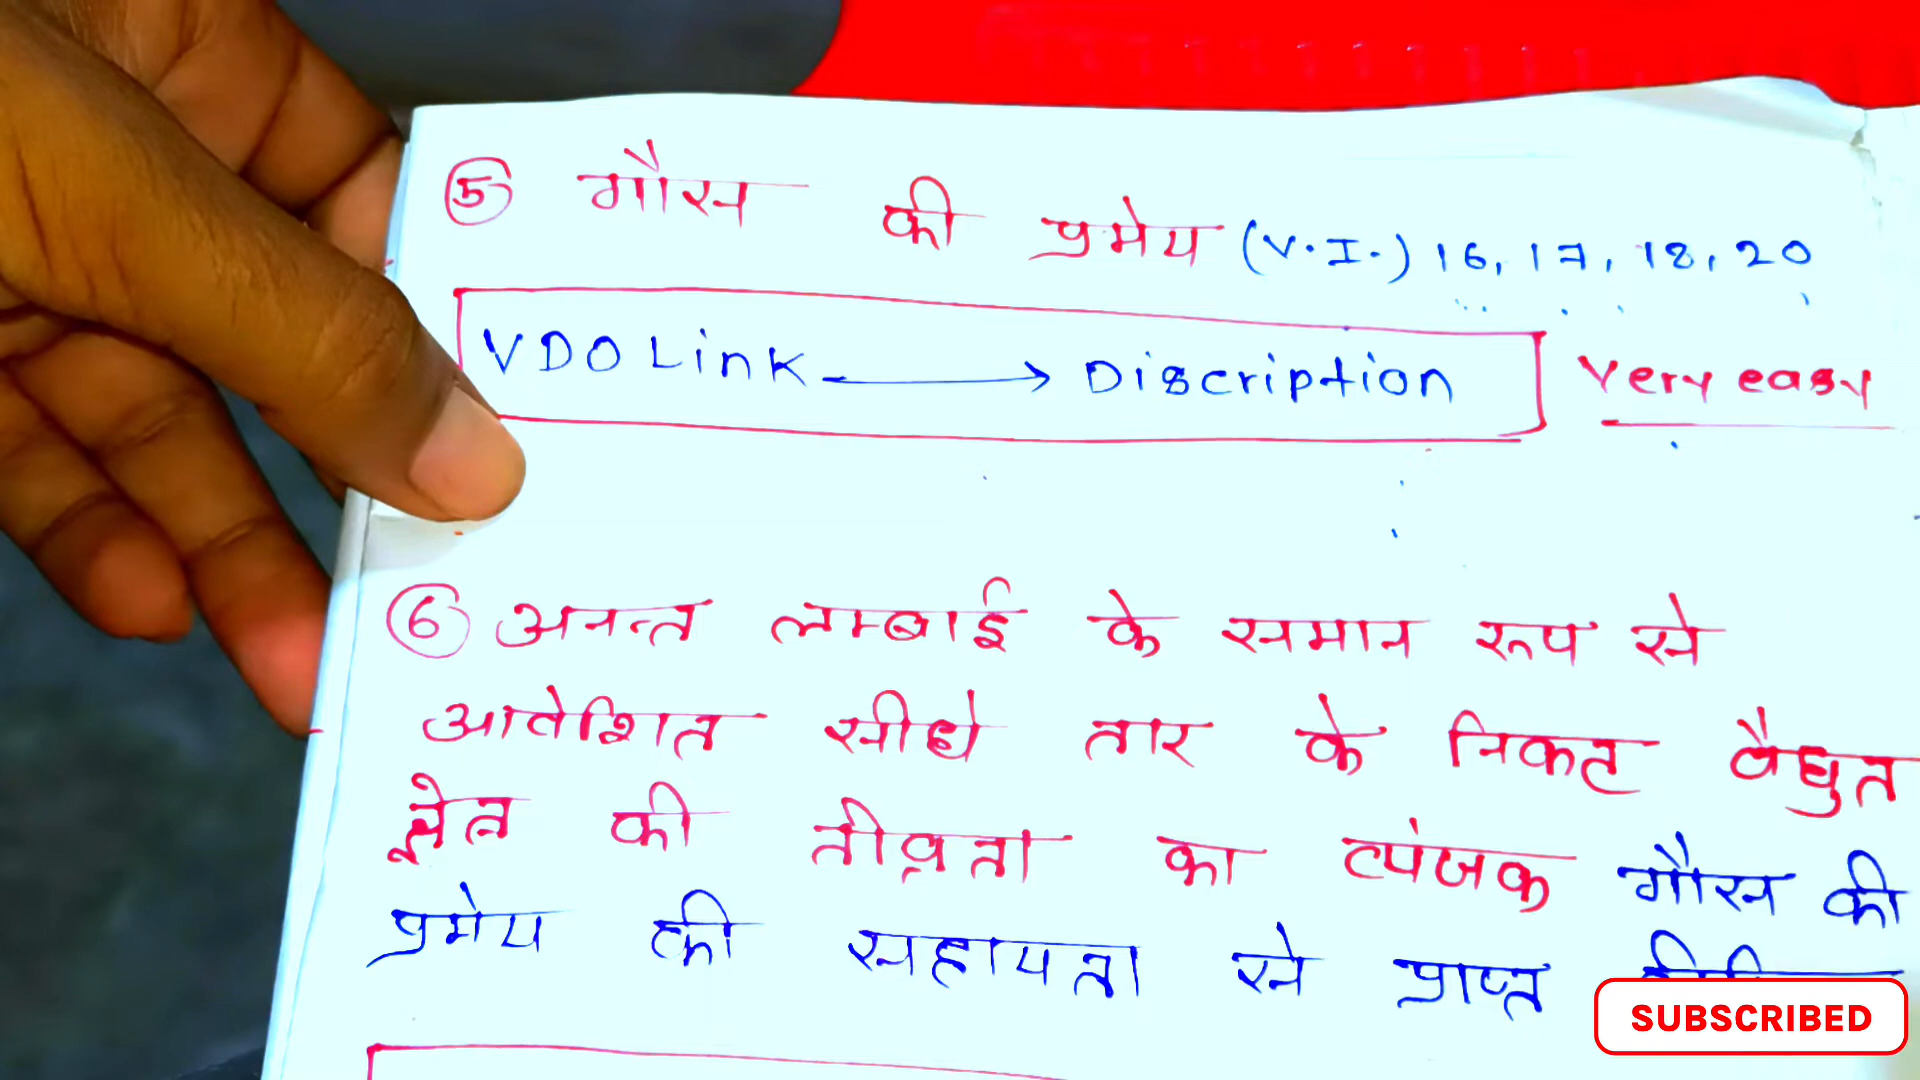 ⑤ गौस की प्रमेय (V.I.) 16, 17, 18, 20
VDO Link → Discription
Very easy
⑥ अनन्त लम्बाई के समान रूप से
आवेशित सीधे तार के निकट वैद्युत
क्षेत्र की तीव्रता का व्यंजक गौस की
प्रमेय की सहायता से प्राप्त
SUBSCRIBED